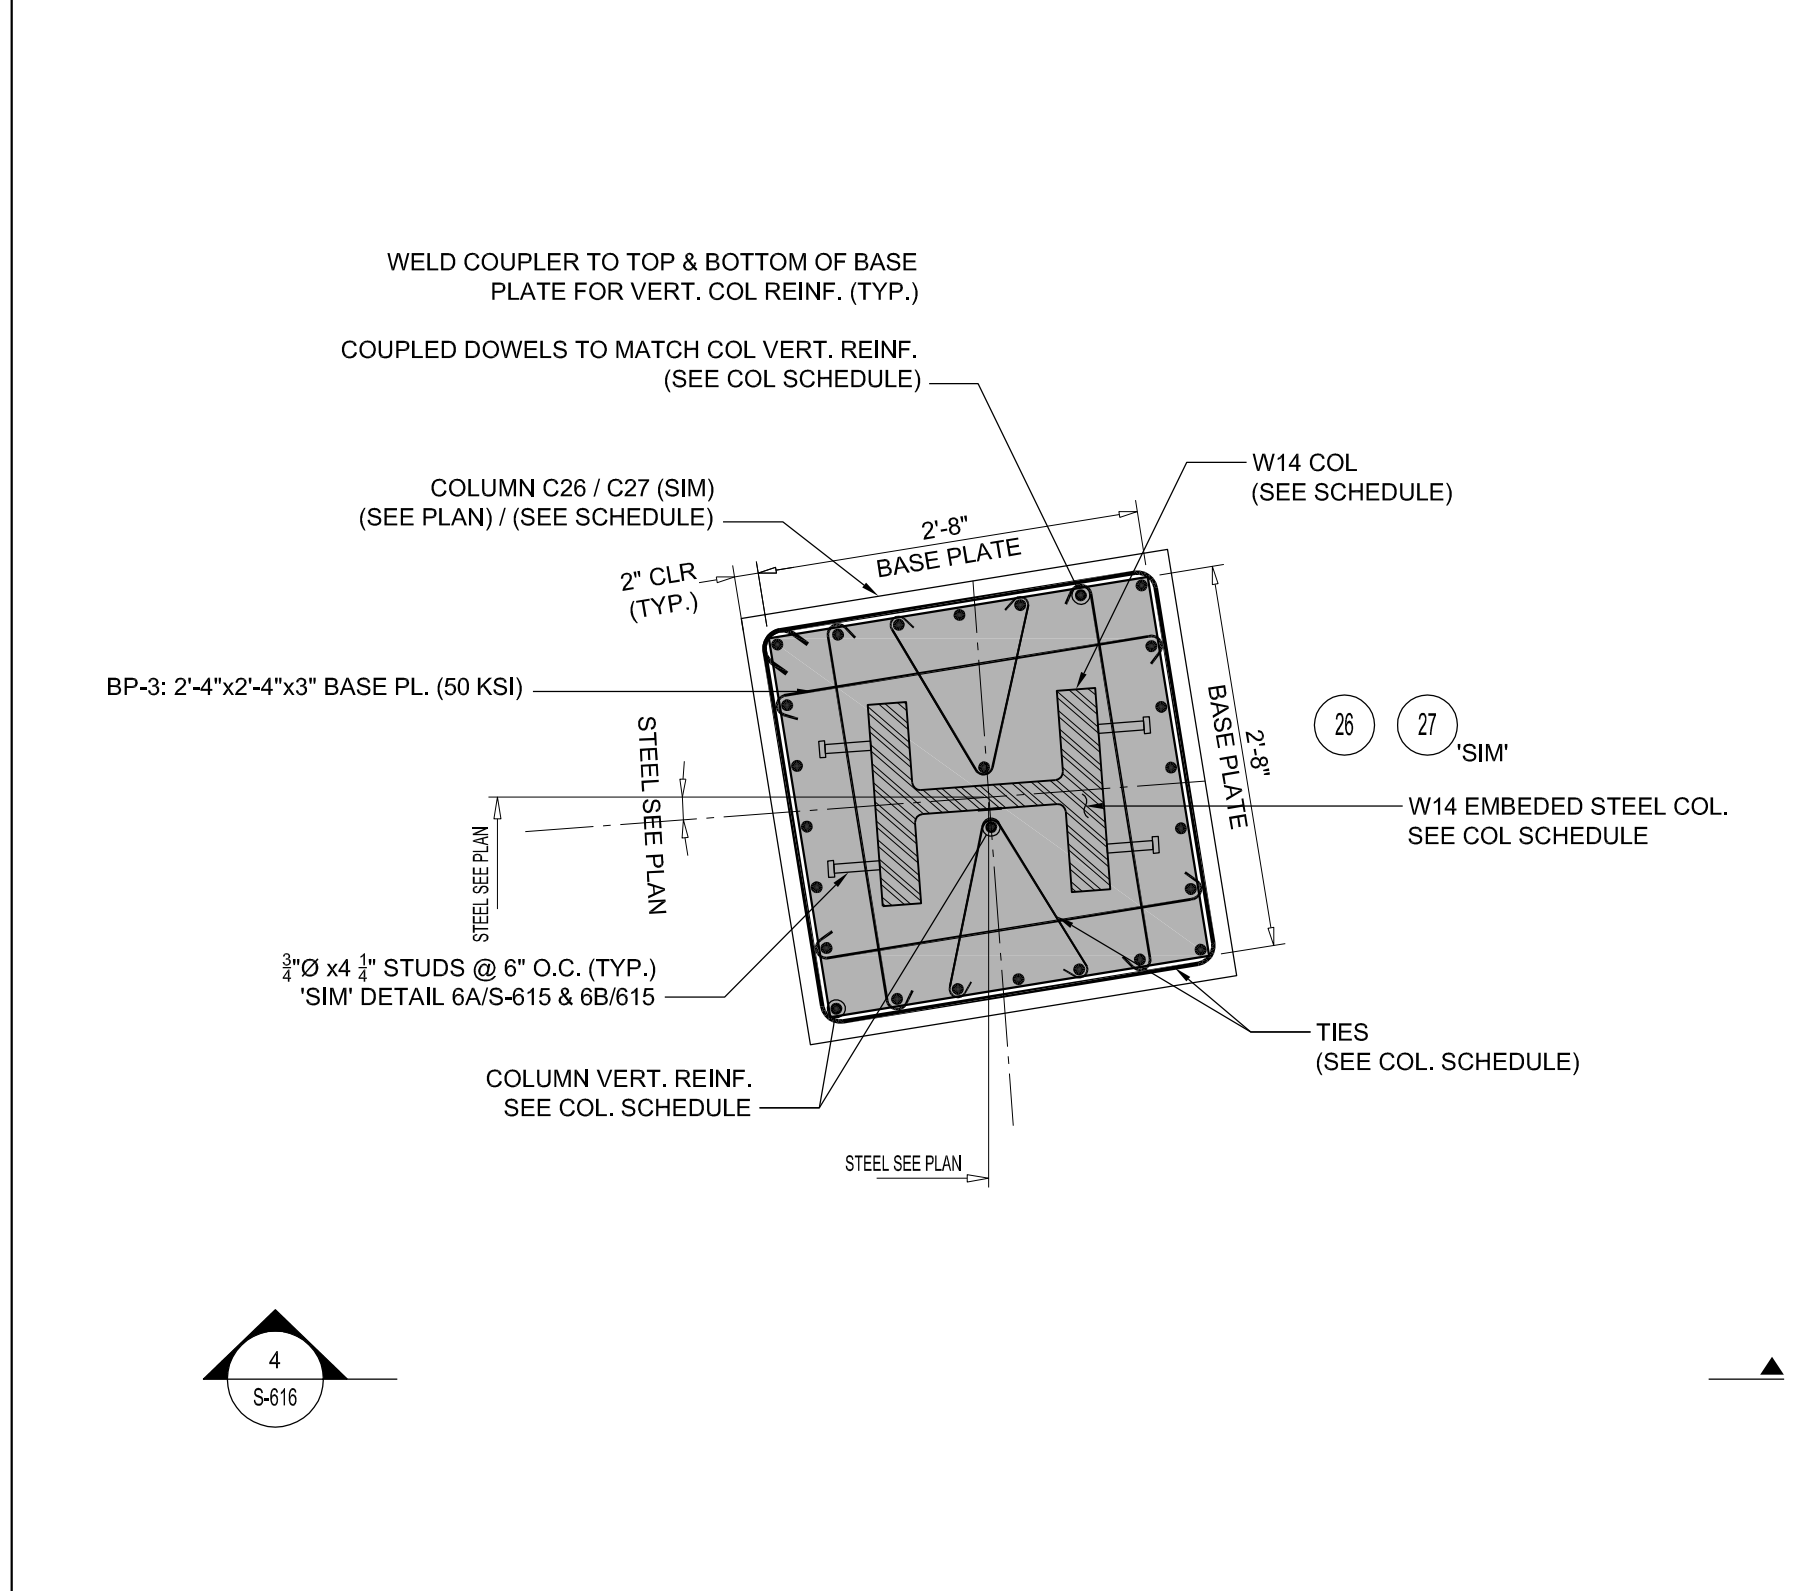 WELD COUPLER TO TOP & BOTTOM OF BASE
PLATE FOR VERT. COL REINF. (TYP.)
COUPLED DOWELS TO MATCH COL VERT. REINF.
(SEE COL SCHEDULE)
W14 COL
(SEE SCHEDULE)
COLUMN C26 / C27 (SIM)
(SEE PLAN) / (SEE SCHEDULE)
2'-8"
BASE PLATE
2" CLR
(TYP.)
BP-3: 2'-4"x2'-4"x3" BASE PL. (50 KSI)
2'-8"
BASE PLATE
26
27
'SIM'
STEEL SEE PLAN
STEEL SEE PLAN
W14 EMBEDED STEEL COL.
SEE COL SCHEDULE
3/4"Ø x4 1/4" STUDS @ 6" O.C. (TYP.)
'SIM' DETAIL 6A/S-615 & 6B/615
TIES
(SEE COL. SCHEDULE)
COLUMN VERT. REINF.
SEE COL. SCHEDULE
STEEL SEE PLAN
4
S-616